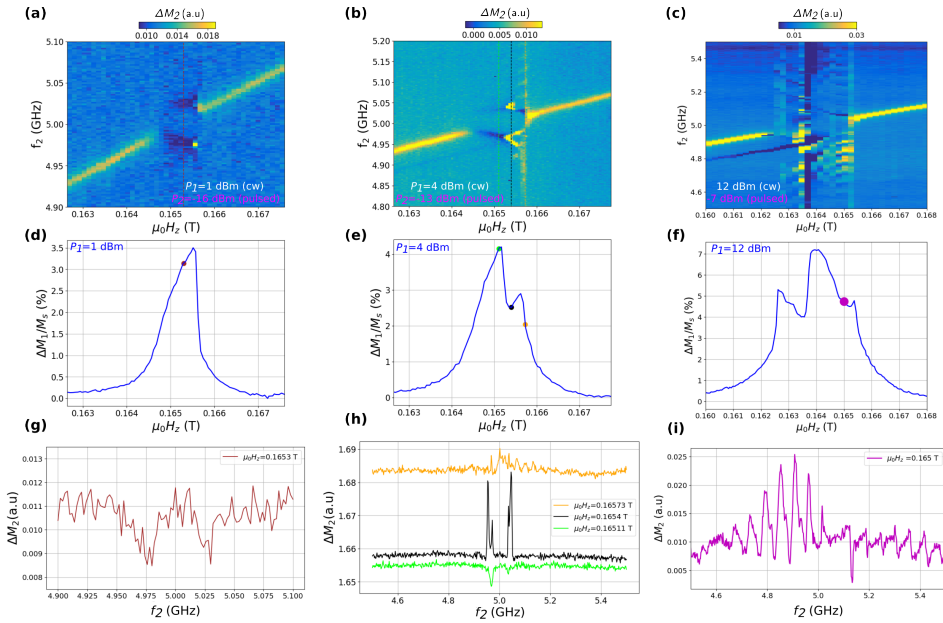 (a)
ΔM2 (a.u)
0.010 0.014 0.018
5.10
5.05
5.00
4.95
4.90
f2 (GHz)
P1=1 dBm (cw)
0.163 0.164 0.165 0.166 0.167
μ0Hz (T)
(b)
ΔM2 (a.u)
0.000 0.005 0.010
5.20
5.15
5.10
5.05
5.00
4.95
4.90
4.85
4.80
f2 (GHz)
P1=4 dBm (cw)
0.163 0.164 0.165 0.166 0.167
μ0Hz (T)
(c)
ΔM2 (a.u)
0.01 0.03
5.4
5.2
5.0
4.8
4.6
f2 (GHz)
12 dBm (cw)
0.160 0.161 0.162 0.163 0.164 0.165 0.166 0.167 0.168
μ0Hz (T)
(d)
P1=1 dBm
3.5
3.0
2.5
2.0
1.5
1.0
0.5
0.0
ΔM1/Ms (%)
0.163 0.164 0.165 0.166 0.167
μ0Hz (T)
(e)
P1=4 dBm
4
3
2
1
0
ΔM1/Ms (%)
0.163 0.164 0.165 0.166 0.167
μ0Hz (T)
(f)
P1=12 dBm
7
6
5
4
3
2
1
0
ΔM1/Ms (%)
0.160 0.161 0.162 0.163 0.164 0.165 0.166 0.167 0.168
μ0Hz (T)
(g)
μ0Hz=0.1653 T
0.013
0.012
0.011
0.010
0.009
0.008
ΔM2(a.u)
4.900 4.925 4.950 4.975 5.000 5.025 5.050 5.075 5.100
f2 (GHz)
(h)
1.69
1.68
1.67
1.66
1.65
ΔM2(a.u)
μ0Hz=0.16573 T
μ0Hz=0.1654 T
μ0Hz=0.16511 T
4.6 4.8 5.0 5.2 5.4
f2 (GHz)
(i)
μ0Hz =0.165 T
0.025
0.020
0.015
0.010
0.005
ΔM2(a.u)
4.6 4.8 5.0 5.2 5.4
f2 (GHz)